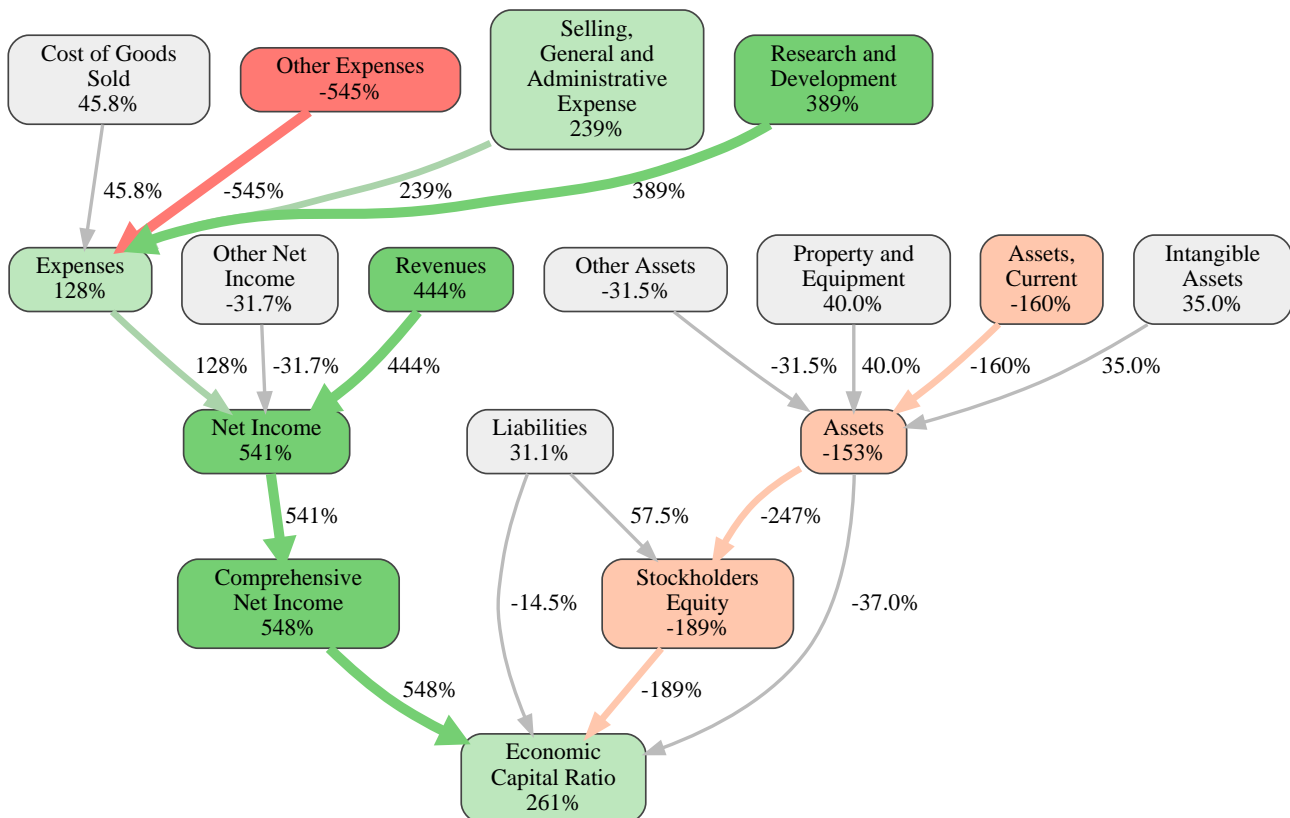 Cost of Goods
Sold
45.8%
Other Expenses
-545%
Selling,
General and
Administrative
Expense
239%
Research and
Development
389%
45.8%
-545%
239%
389%
Expenses
128%
Other Net
Income
-31.7%
Revenues
444%
Other Assets
-31.5%
Property and
Equipment
40.0%
Assets,
Current
-160%
Intangible
Assets
35.0%
128%
-31.7%
444%
-31.5%
40.0%
-160%
35.0%
Net Income
541%
Liabilities
31.1%
Assets
-153%
541%
57.5%
-247%
Comprehensive
Net Income
548%
-14.5%
Stockholders
Equity
-189%
-37.0%
548%
-189%
Economic
Capital Ratio
261%